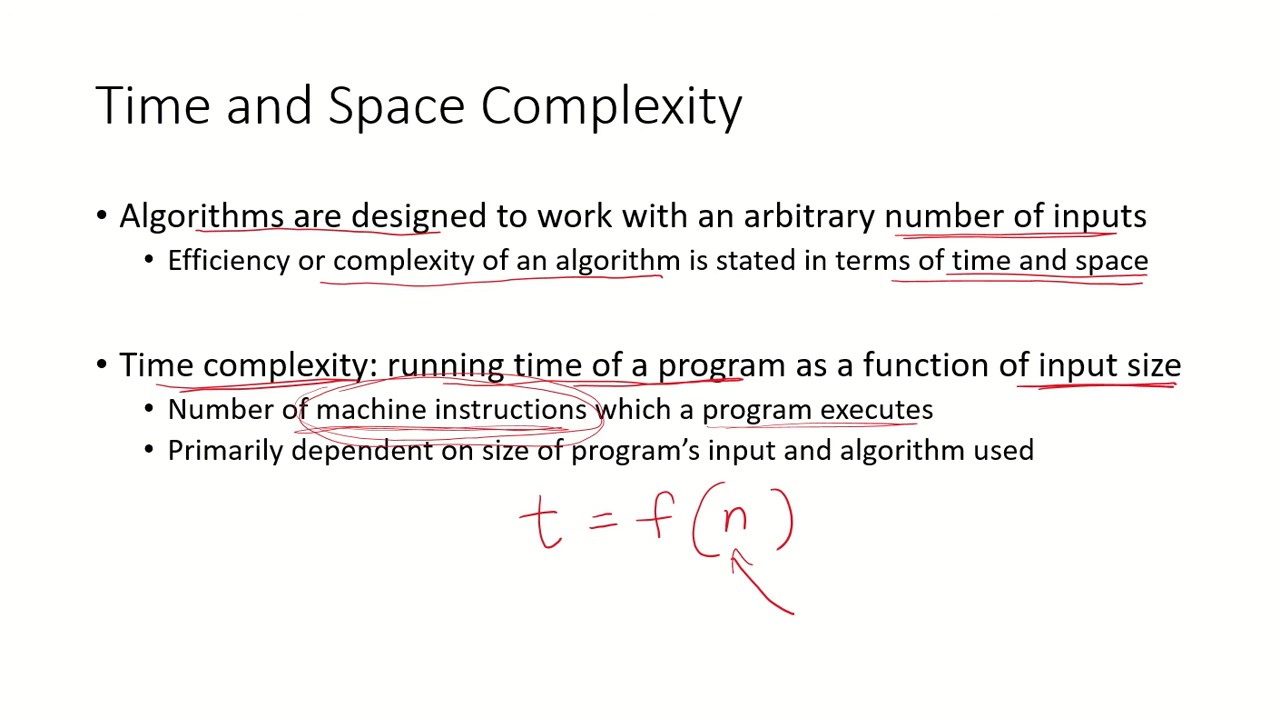 Time and Space Complexity
• Algorithms are designed to work with an arbitrary number of inputs
• Efficiency or complexity of an algorithm is stated in terms of time and space
• Time complexity: running time of a program as a function of input size
• Number of machine instructions which a program executes
• Primarily dependent on size of program’s input and algorithm used
t = f(n)